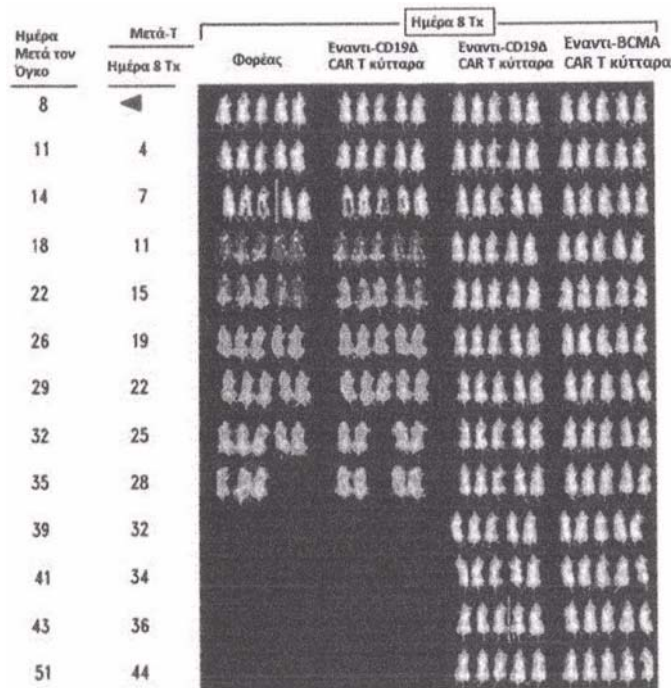 Ημέρα 8 Tx
Ημέρα
Μετά τον
Όγκο
Μετά-Τ
Ημέρα 8 Tx
Φορέας
Εναντι-CD19Δ
CAR T κύτταρα
Εναντι-CD19Δ
CAR T κύτταρα
Εναντι-BCMA
CAR T κύτταρα
8
11 4
14 7
18 11
22 15
26 19
29 22
32 25
35 28
39 32
41 34
43 36
51 44